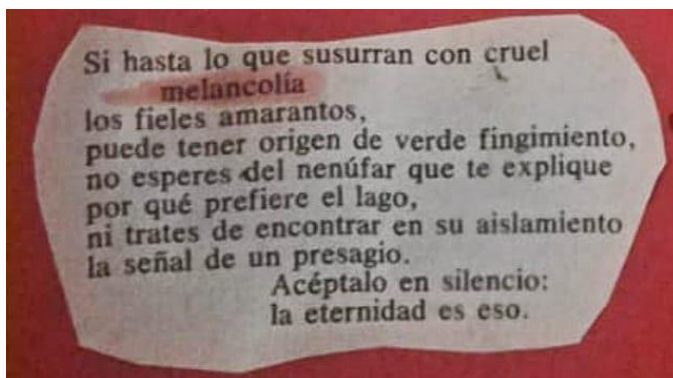 Si hasta lo que susurran con cruel
melancolía
los fieles amarantos,
puede tener origen de verde fingimiento,
no esperes del nenúfar que te explique
por qué prefiere el lago,
ni trates de encontrar en su aislamiento
la señal de un presagio.
Acéptalo en silencio:
la eternidad es eso.